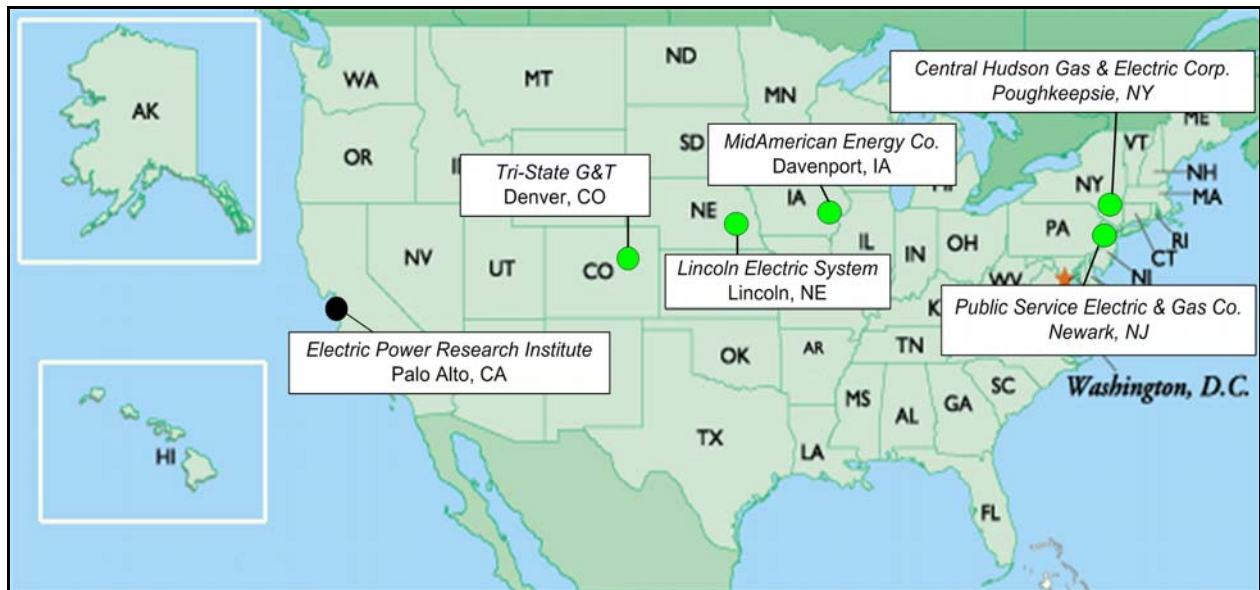 AK
WA
MT
ND
MN
Central Hudson Gas & Electric Corp.
Poughkeepsie, NY
ME
VT
NH
MA
OR
SD
Tri-State G&T
Denver, CO
MidAmerican Energy Co.
Davenport, IA
NY
NE
IA
PA
RI
CT
NV
UT
CO
IL
IN
OH
NJ
WV
Lincoln Electric System
Lincoln, NE
Public Service Electric & Gas Co.
Newark, NJ
Electric Power Research Institute
Palo Alto, CA
OK
AR
TN
SC
Washington, D.C.
MS
AL
GA
TX
LA
HI
FL